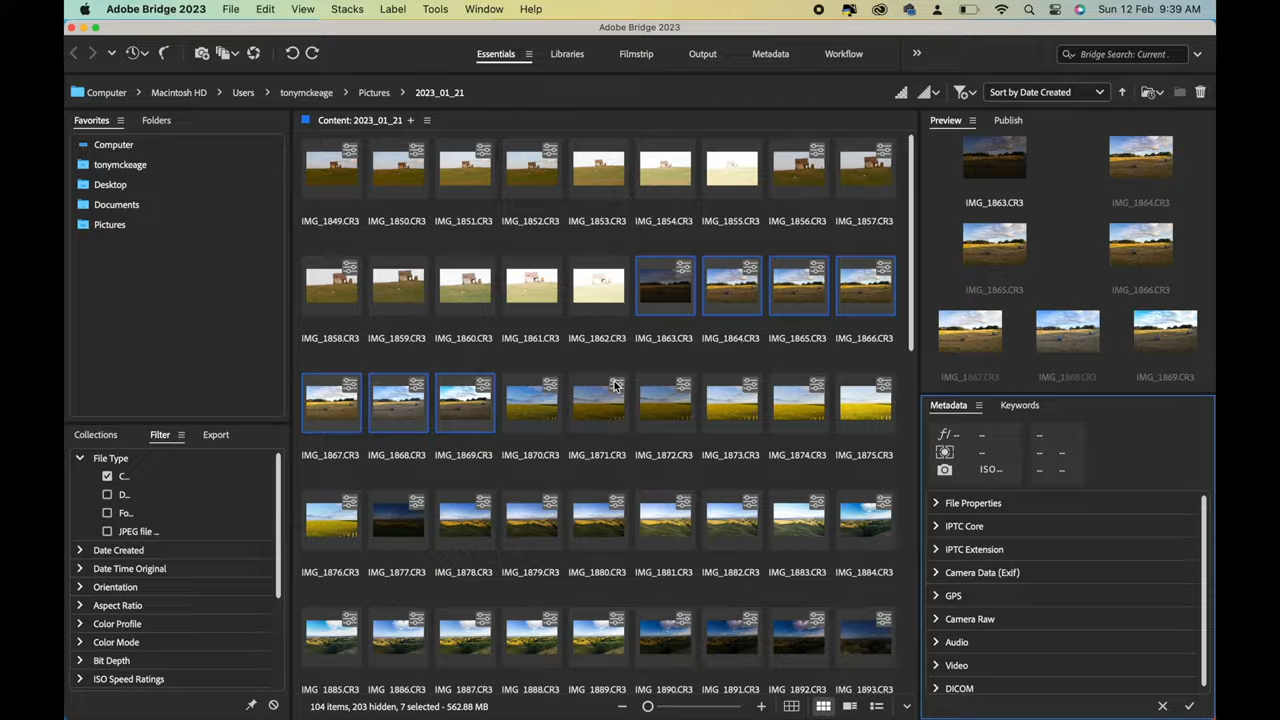 Adobe Bridge 2023 File Edit View Stacks Label Tools Window Help Sun 12 Feb 9:39 AM
Adobe Bridge 2023
Essentials Libraries Filmstrip Output Metadata Workflow Bridge Search: Current .
Computer Macintosh HD Users tonymckeage Pictures 2023_01_21 Sort by Date Created
Favorites Folders
Computer
tonymckeage
Desktop
Documents
Pictures
Collections Filter Export
File Type
C...
D...
Fo...
JPEG file ...
Date Created
Date Time Original
Orientation
Aspect Ratio
Color Profile
Color Mode
Bit Depth
ISO Speed Ratings
Content: 2023_01_21
IMG_1849.CR3 IMG_1850.CR3 IMG_1851.CR3 IMG_1852.CR3 IMG_1853.CR3 IMG_1854.CR3 IMG_1855.CR3 IMG_1856.CR3 IMG_1857.CR3
IMG_1858.CR3 IMG_1859.CR3 IMG_1860.CR3 IMG_1861.CR3 IMG_1862.CR3 IMG_1863.CR3 IMG_1864.CR3 IMG_1865.CR3 IMG_1866.CR3
IMG_1867.CR3 IMG_1868.CR3 IMG_1869.CR3 IMG_1870.CR3 IMG_1871.CR3 IMG_1872.CR3 IMG_1873.CR3 IMG_1874.CR3 IMG_1875.CR3
IMG_1876.CR3 IMG_1877.CR3 IMG_1878.CR3 IMG_1879.CR3 IMG_1880.CR3 IMG_1881.CR3 IMG_1882.CR3 IMG_1883.CR3 IMG_1884.CR3
IMG_1885.CR3 IMG_1886.CR3 IMG_1887.CR3 IMG_1888.CR3 IMG_1889.CR3 IMG_1890.CR3 IMG_1891.CR3 IMG_1892.CR3 IMG_1893.CR3
104 items, 203 hidden, 7 selected - 562.88 MB
Preview Publish
IMG_1863.CR3 IMG_1864.CR3
IMG_1865.CR3 IMG_1866.CR3
IMG_1867.CR3 IMG_1868.CR3 IMG_1869.CR3
Metadata Keywords
f/-- -- --
-- -- --
ISO-- -- --
File Properties
IPTC Core
IPTC Extension
Camera Data (Exif)
GPS
Camera Raw
Audio
Video
DICOM